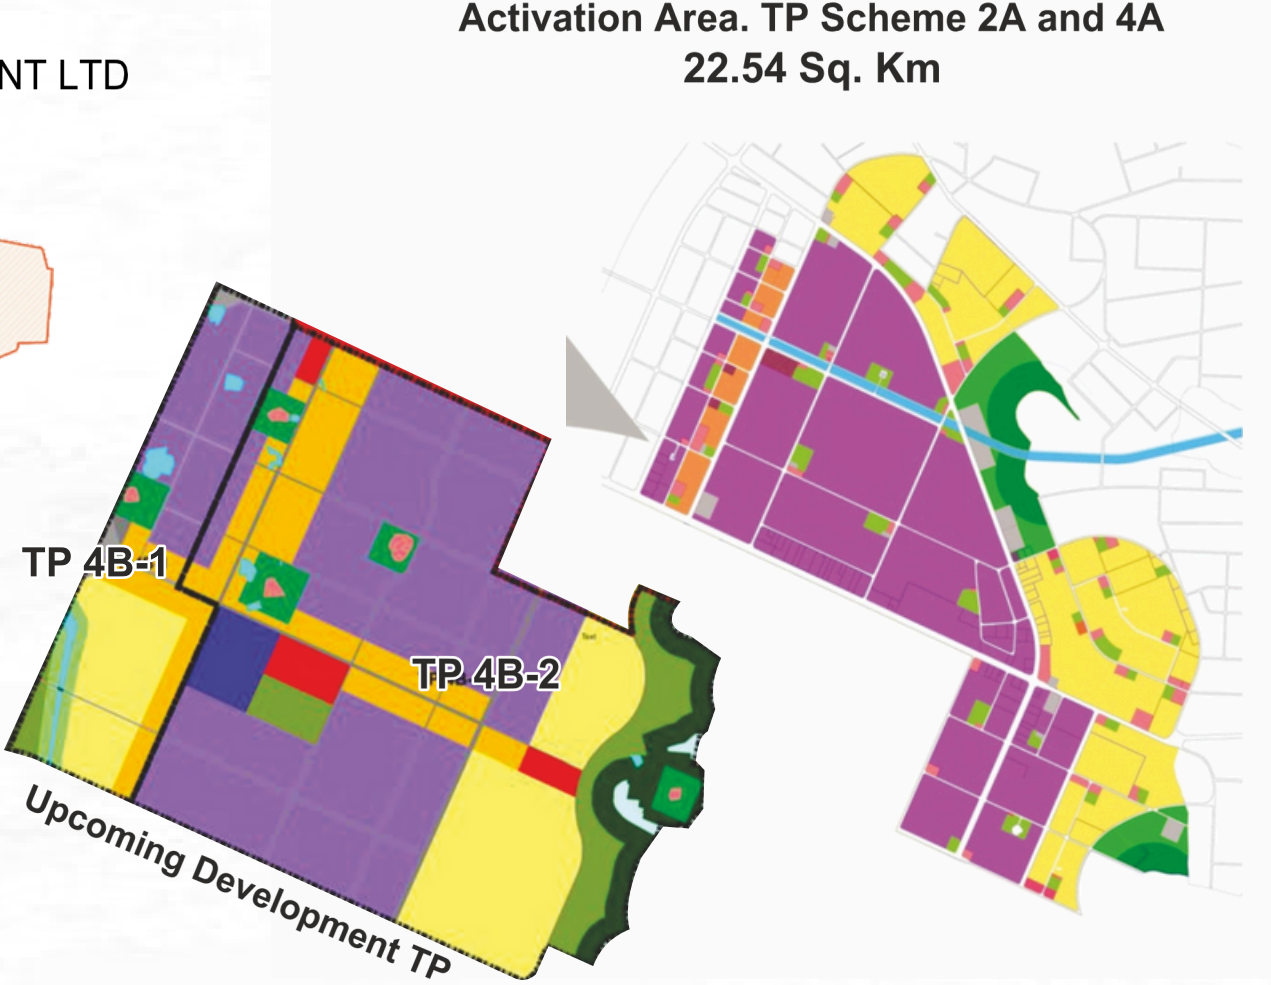 Activation Area. TP Scheme 2A and 4A
22.54 Sq. Km
NT LTD
TP 4B-1
TP 4B-2
Text
Upcoming Development TP